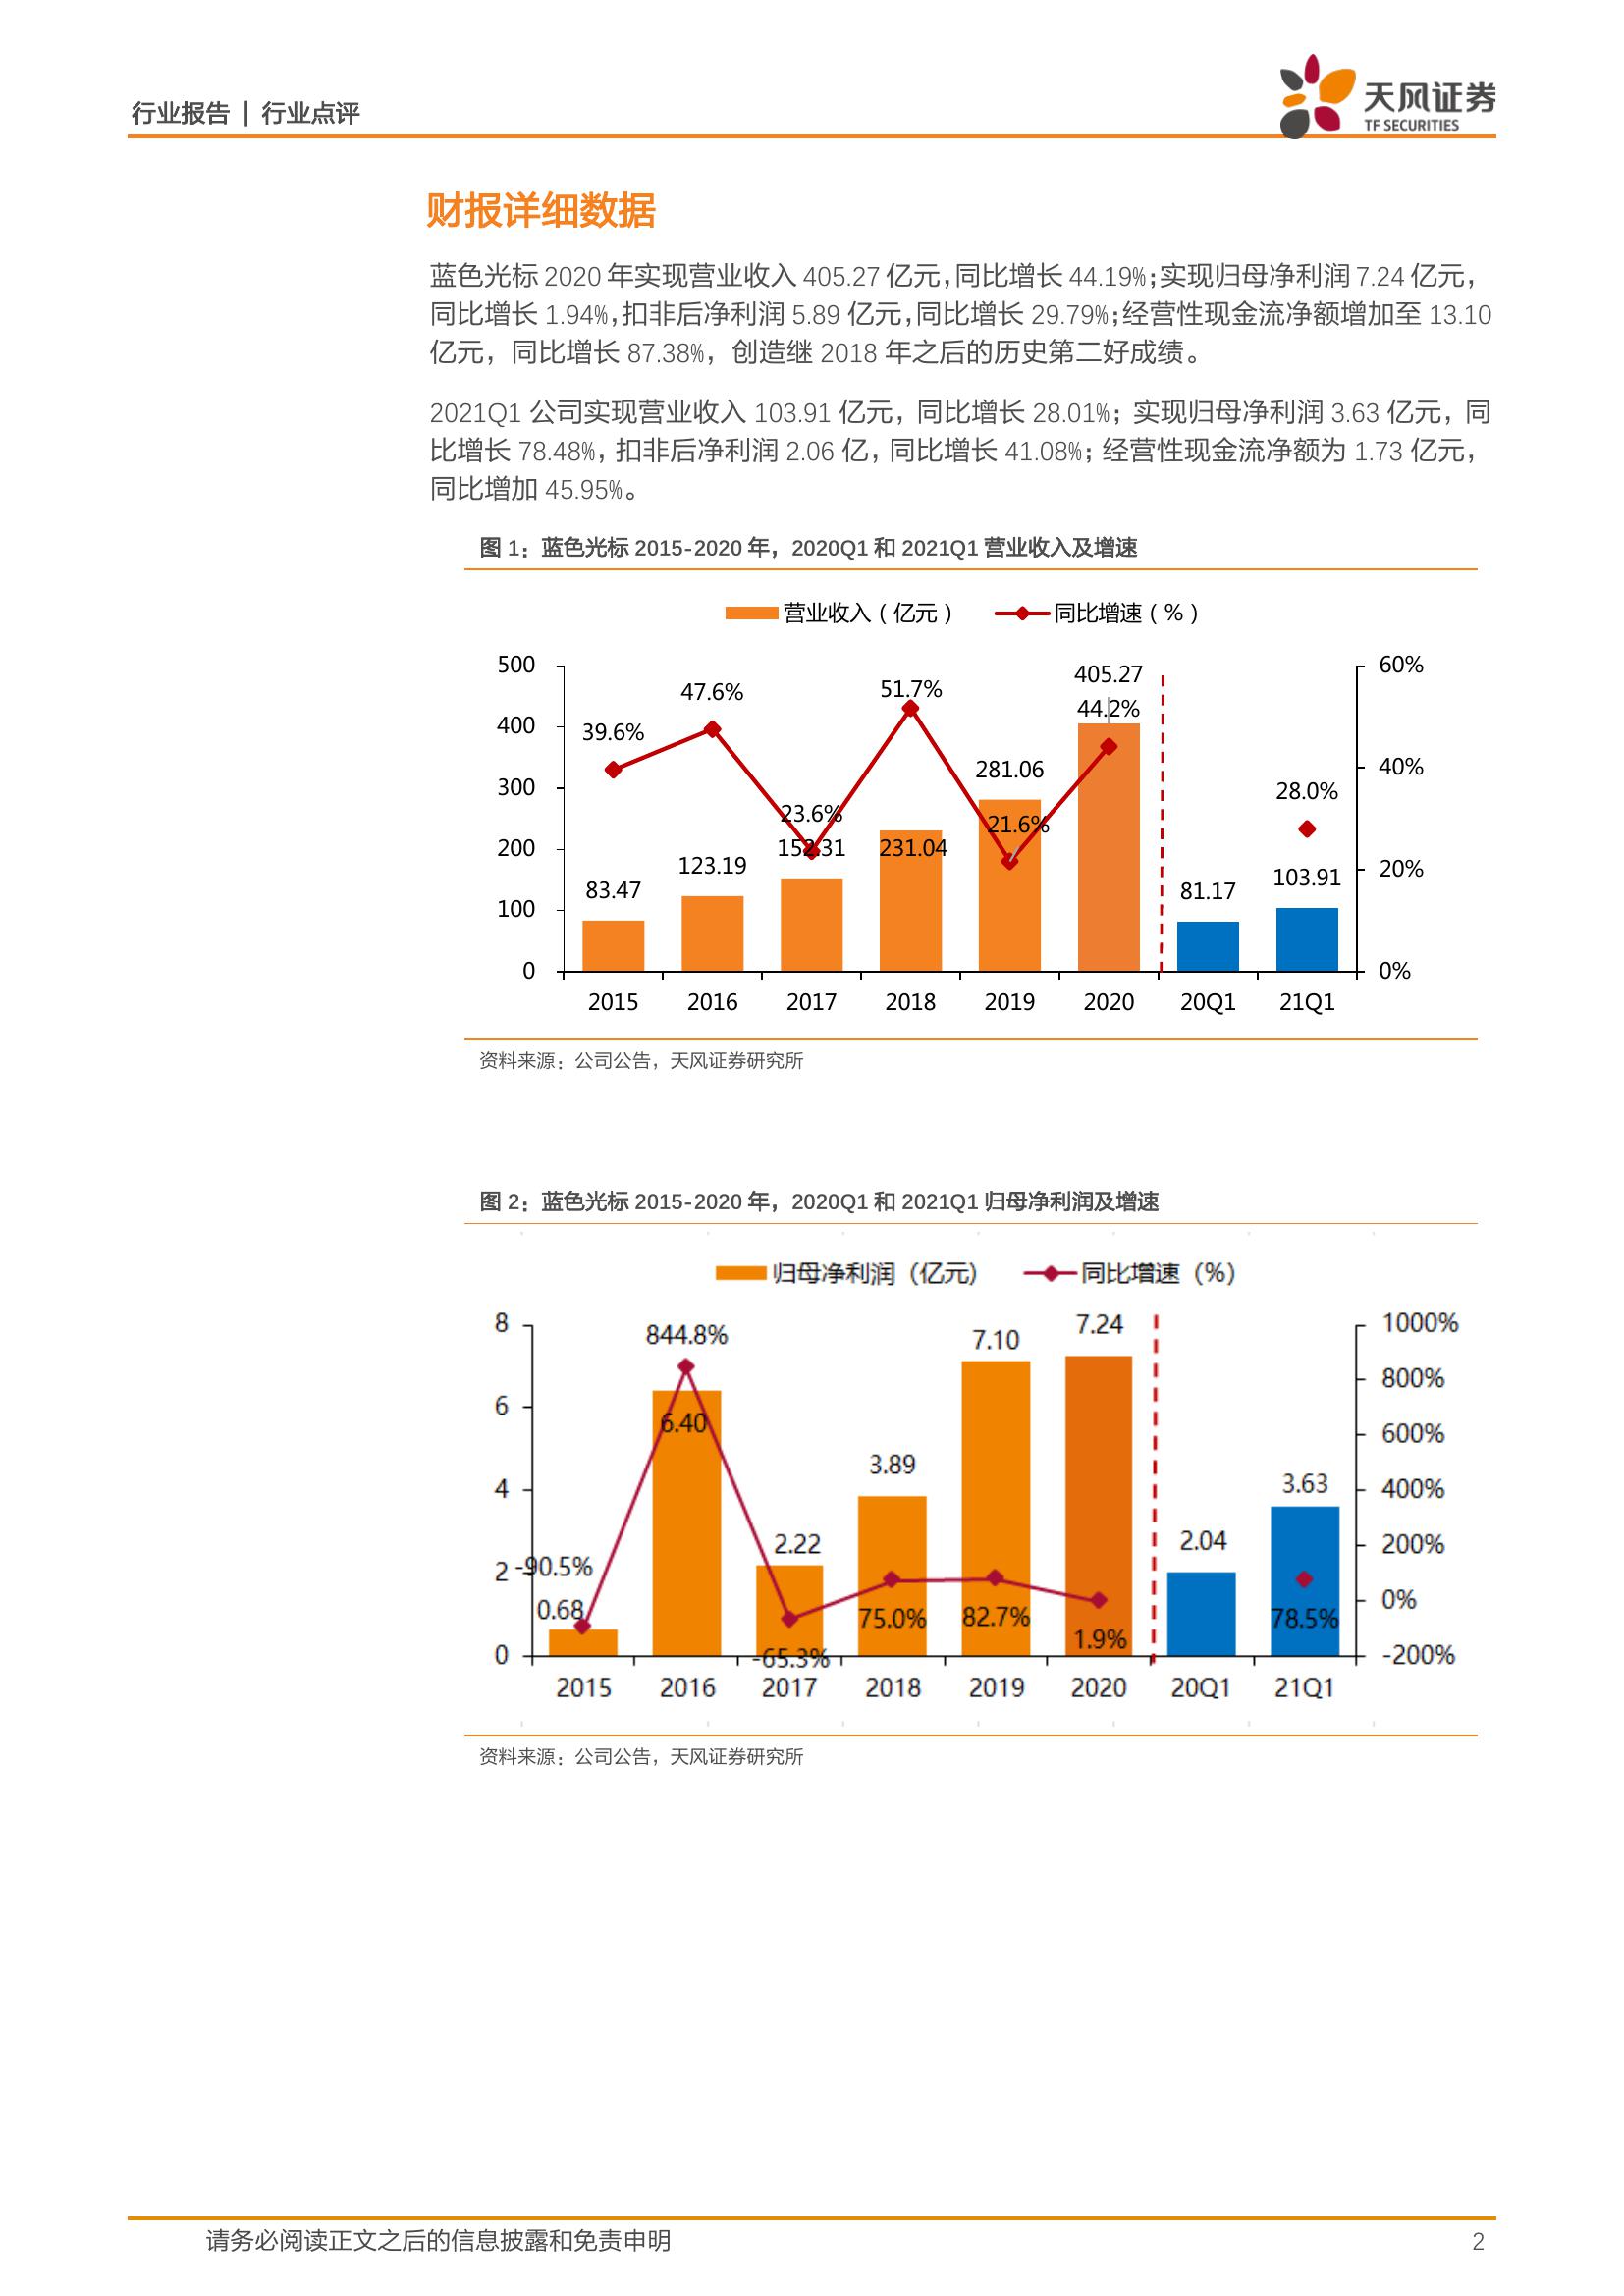 行业报告 | 行业点评
天风证券
TF SECURITIES
财报详细数据
蓝色光标 2020 年实现营业收入 405.27 亿元，同比增长 44.19%；实现归母净利润 7.24 亿元，
同比增长 1.94%，扣非后净利润 5.89 亿元，同比增长 29.79%；经营性现金流净额增加至 13.10
亿元，同比增长 87.38%，创造继 2018 年之后的历史第二好成绩。
2021Q1 公司实现营业收入 103.91 亿元，同比增长 28.01%；实现归母净利润 3.63 亿元，同
比增长 78.48%，扣非后净利润 2.06 亿，同比增长 41.08%；经营性现金流净额为 1.73 亿元，
同比增加 45.95%。
图 1：蓝色光标 2015-2020 年，2020Q1 和 2021Q1 营业收入及增速
营业收入（亿元） 同比增速（%）
500 405.27 60%
47.6% 51.7%
400 39.6% 44.2%
281.06 40%
300 28.0%
23.6% 21.6%
200 123.19 152.31 231.04 20%
83.47 81.17 103.91
100
0 0%
2015 2016 2017 2018 2019 2020 20Q1 21Q1
资料来源：公司公告，天风证券研究所
图 2：蓝色光标 2015-2020 年，2020Q1 和 2021Q1 归母净利润及增速
归母净利润（亿元） 同比增速（%）
8 844.8% 7.10 7.24 1000%
800%
6 6.40 600%
3.89
4 3.63 400%
2.22 2.04 200%
2 -90.5%
0.68 75.0% 82.7% 78.5% 0%
1.9%
0 -65.3% -200%
2015 2016 2017 2018 2019 2020 20Q1 21Q1
资料来源：公司公告，天风证券研究所
请务必阅读正文之后的信息披露和免责申明 2